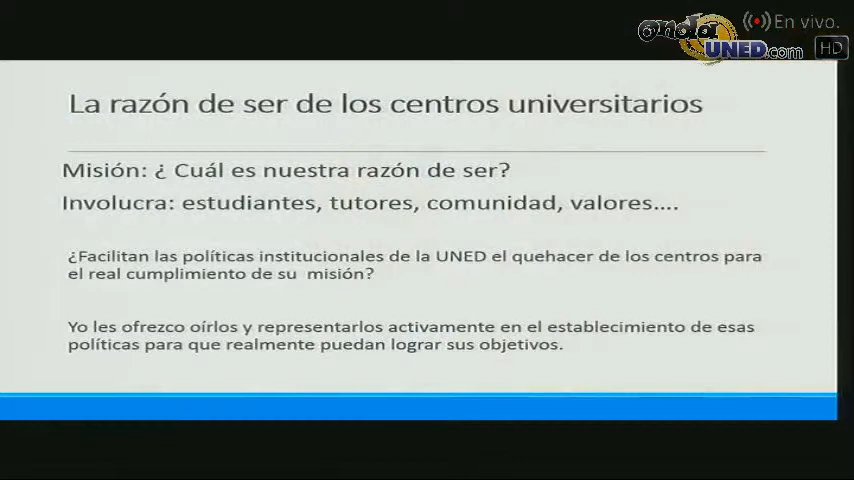 onda
UNED.com
En vivo.
HD
La razón de ser de los centros universitarios
Misión: ¿ Cuál es nuestra razón de ser?
Involucra: estudiantes, tutores, comunidad, valores....
¿Facilitan las políticas institucionales de la UNED el quehacer de los centros para
el real cumplimiento de su misión?
Yo les ofrezco oírlos y representarlos activamente en el establecimiento de esas
políticas para que realmente puedan lograr sus objetivos.